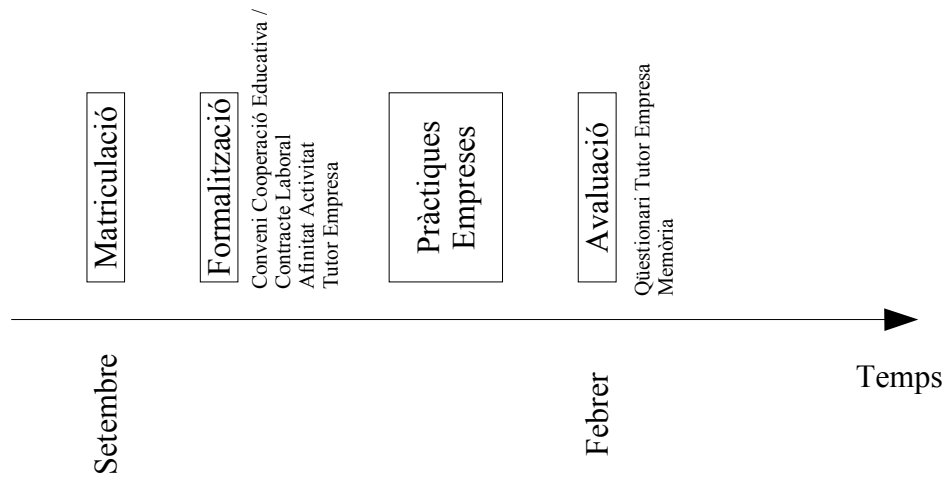 Matriculació
Formalització
Conveni Cooperació Educativa /
Contracte Laboral
Afinitat Activitat
Tutor Empresa
Pràctiques
Empreses
Avaluació
Qüestionari Tutor Empresa
Memòria
Setembre
Febrer
Temps